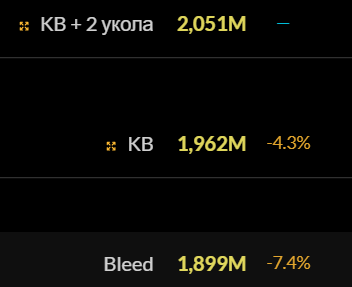 КВ + 2 укола 2,051M —
КВ 1,962M -4.3%
Bleed 1,899M -7.4%